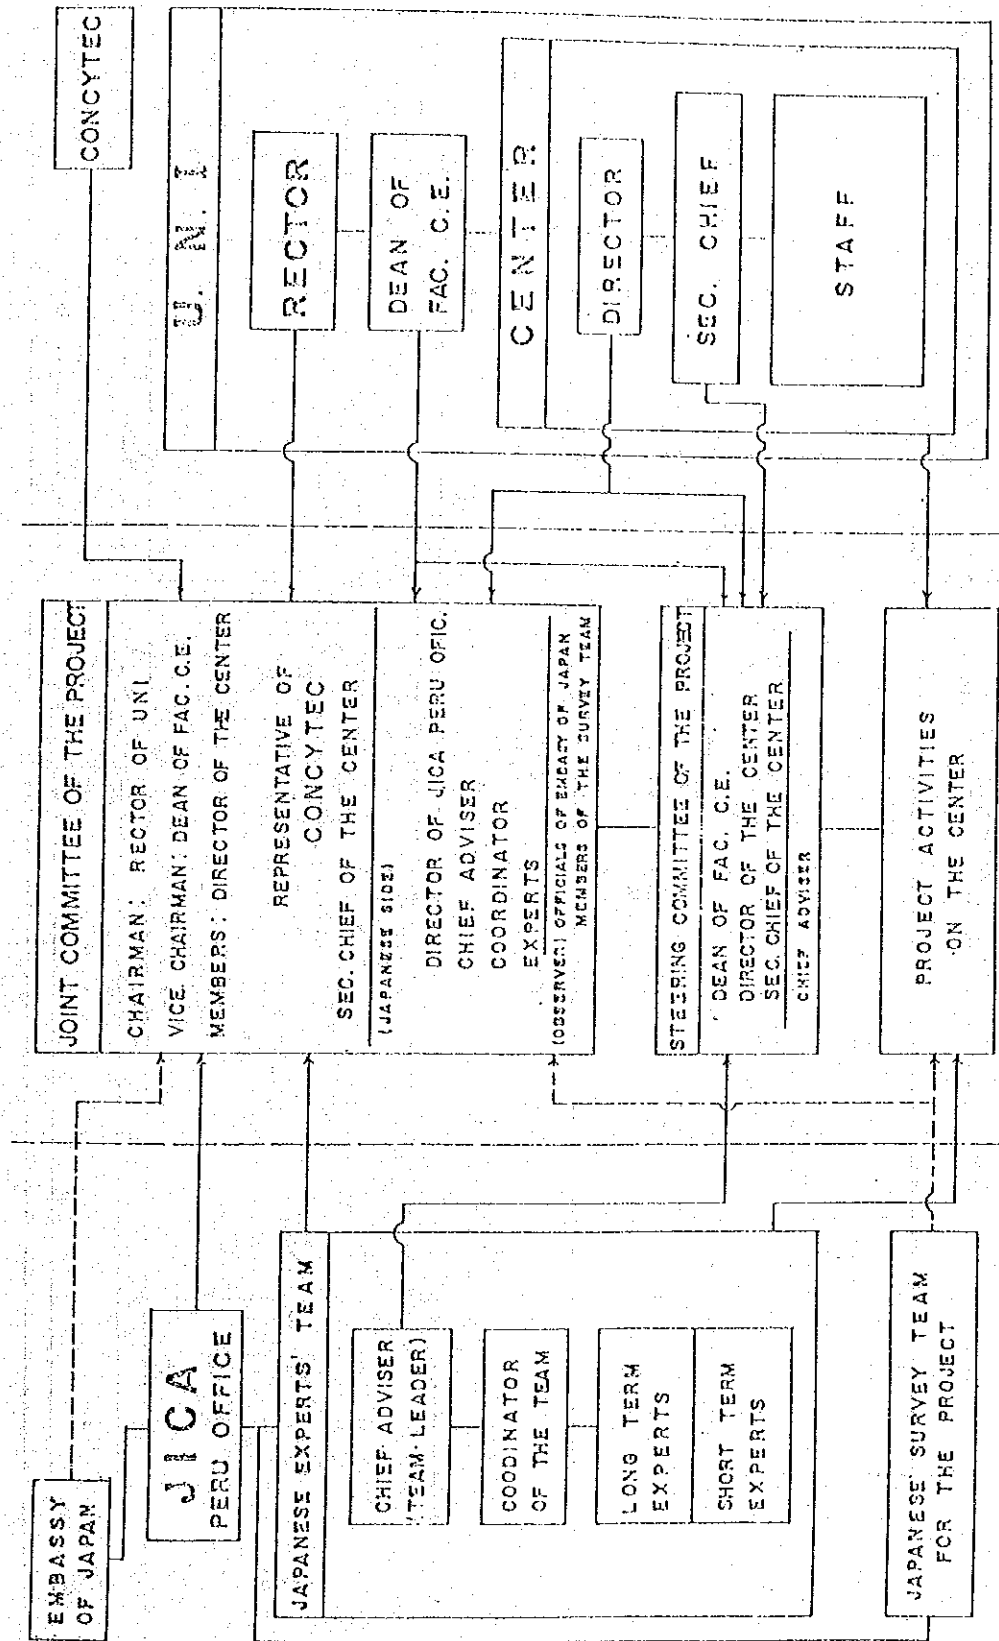 EMBASSY
OF JAPAM
JICA
PERU OFFICE
JAPANESE EXPERTS' TEAM
CHIEF ADVISER
(TEAM-LEADER)
COODINATOR
OF THE TEAM
LONG TERM
EXPERTS
SHORT TERM
EXPERTS
JAPANESE SURVEY TEAM
FOR THE PROJECT
JOINT COMMITTEE OF THE PROJECT
CHAIRMAN: RECTOR OF UNI
VICE CHAIRMAN: DEAN OF FAC. C.E.
MEMBERS: DIRECTOR OF THE CENTER
REPRESENTATIVE OF
CONCYTEC
SEC. CHIEF OF THE CENTER
(JAPANESE SIDE)
DIRECTOR OF JICA PERU OFIC.
CHIEF ADVISER
COORDINATOR
EXPERTS
(OBSERVER) OFFICIALS OF EMBACY OF JAPAN
MEMBERS OF THE SURVEY TEAM
STEERING COMMITTEE OF THE PROJECT
DEAN OF FAC. C.E.
DIRECTOR OF THE CENTER
SEC. CHIEF OF THE CENTER
CHIEF ADVISER
PROJECT ACTIVITIES
ON THE CENTER
CONCYTEC
U. N. I
RECTOR
DEAN OF
FAC. C.E.
CENTER
DIRECTOR
SEC. CHIEF
STAFF